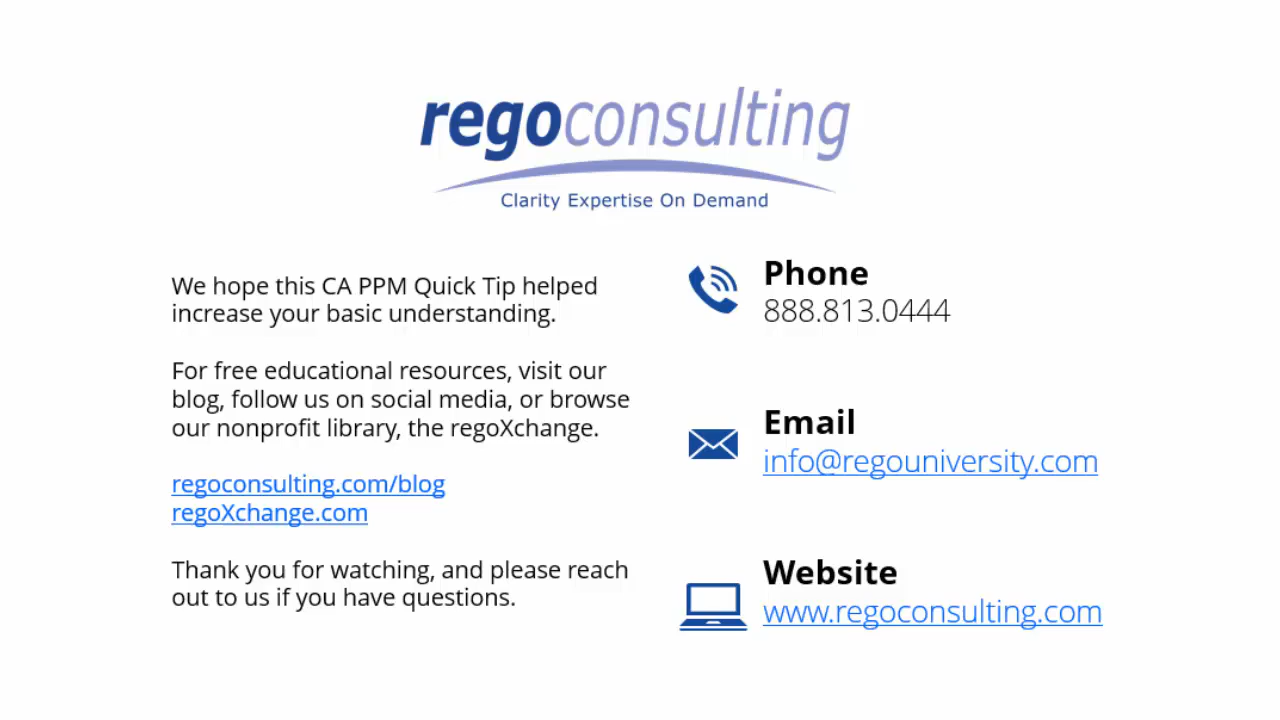 regoconsulting
Clarity Expertise On Demand
We hope this CA PPM Quick Tip helped
increase your basic understanding.
For free educational resources, visit our
blog, follow us on social media, or browse
our nonprofit library, the regoXchange.
regoconsulting.com/blog
regoXchange.com
Thank you for watching, and please reach
out to us if you have questions.
Phone
888.813.0444
Email
info@regouniversity.com
Website
www.regoconsulting.com